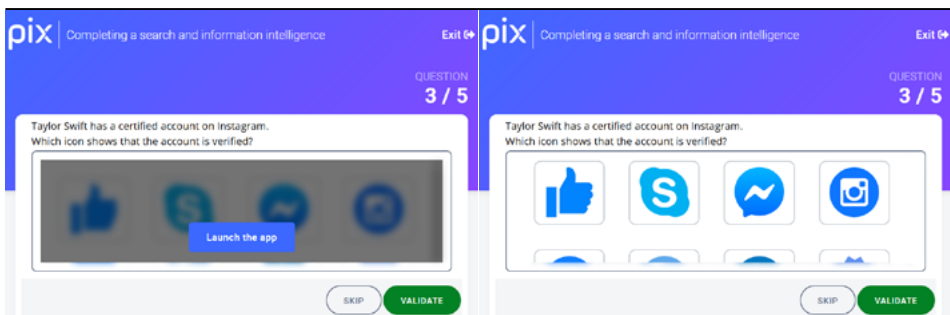 pix Completing a search and information intelligence Exit
QUESTION
3 / 5
Taylor Swift has a certified account on Instagram.
Which icon shows that the account is verified?
Launch the app
SKIP VALIDATE
pix Completing a search and information intelligence Exit
QUESTION
3 / 5
Taylor Swift has a certified account on Instagram.
Which icon shows that the account is verified?
S
SKIP VALIDATE